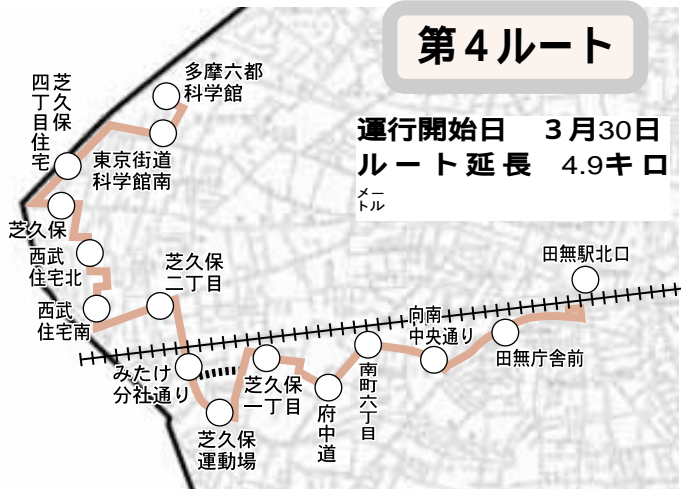 第４ルート
運行開始日　３月30日
ルート延長　4.9キロ
メー
トル
多摩六都
科学館
芝久保
四丁目住宅
東京街道
科学館南
芝久保
西武
住宅北
芝久保
二丁目
西武
住宅南
田無駅北口
向南
中央通り
田無庁舎前
みたけ
分社通り
芝久保
一丁目
南町六丁目
府中道
芝久保
運動場